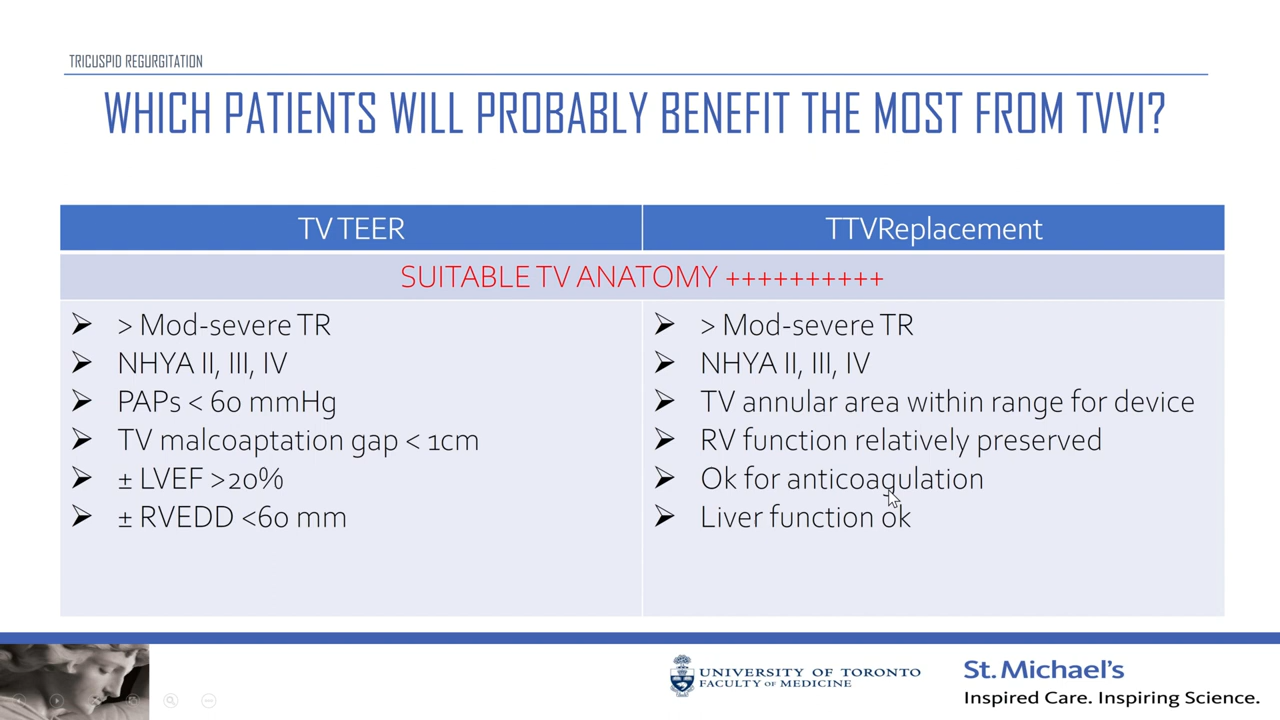 TRICUSPID REGURGITATION
WHICH PATIENTS WILL PROBABLY BENEFIT THE MOST FROM TVVI?
TV TEER
TTVReplacement
SUITABLE TV ANATOMY ++++++++++
> Mod-severe TR
NHYA II, III, IV
PAPs < 60 mmHg
TV malcoaptation gap < 1cm
± LVEF >20%
± RVEDD <60 mm
> Mod-severe TR
NHYA II, III, IV
TV annular area within range for device
RV function relatively preserved
Ok for anticoagulation
Liver function ok
UNIVERSITY OF TORONTO
FACULTY OF MEDICINE
St. Michael's
Inspired Care. Inspiring Science.